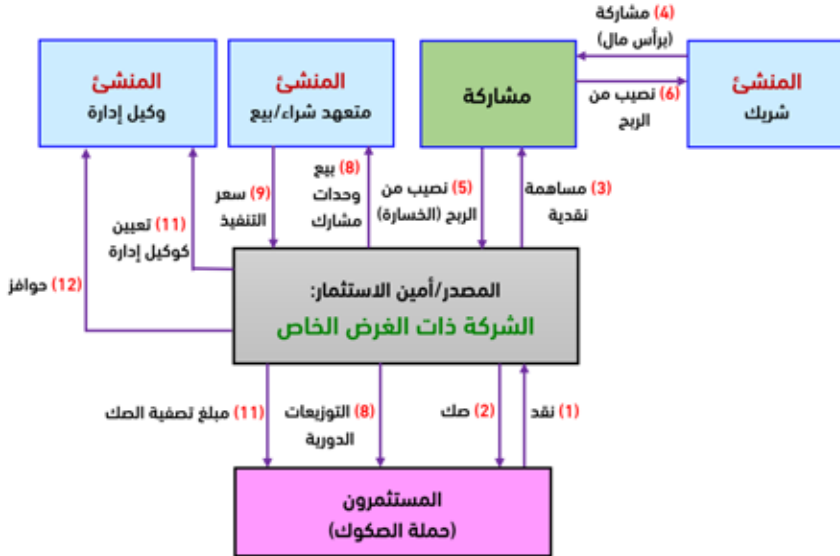 (4) مشاركة
(برأس مال)
المنشئ
شريك
(6) نصيب من
الربح
مشاركة
المنشئ
متعهد شراء/بيع
المنشئ
وكيل إدارة
(3) مساهمة
نقدية
(5) نصيب من
الربح (الخسارة)
(8) بيع
وحدات
مشارك
(9) سعر
التنفيذ
(11) تعيين
كوكيل إدارة
(12) حوافز
المصدر/أمين الاستثمار:
الشركة ذات الغرض الخاص
(1) نقد
(2) صك
(8) التوزيعات
الدورية
(11) مبلغ تصفية الصك
المستثمرون
(حملة الصكوك)